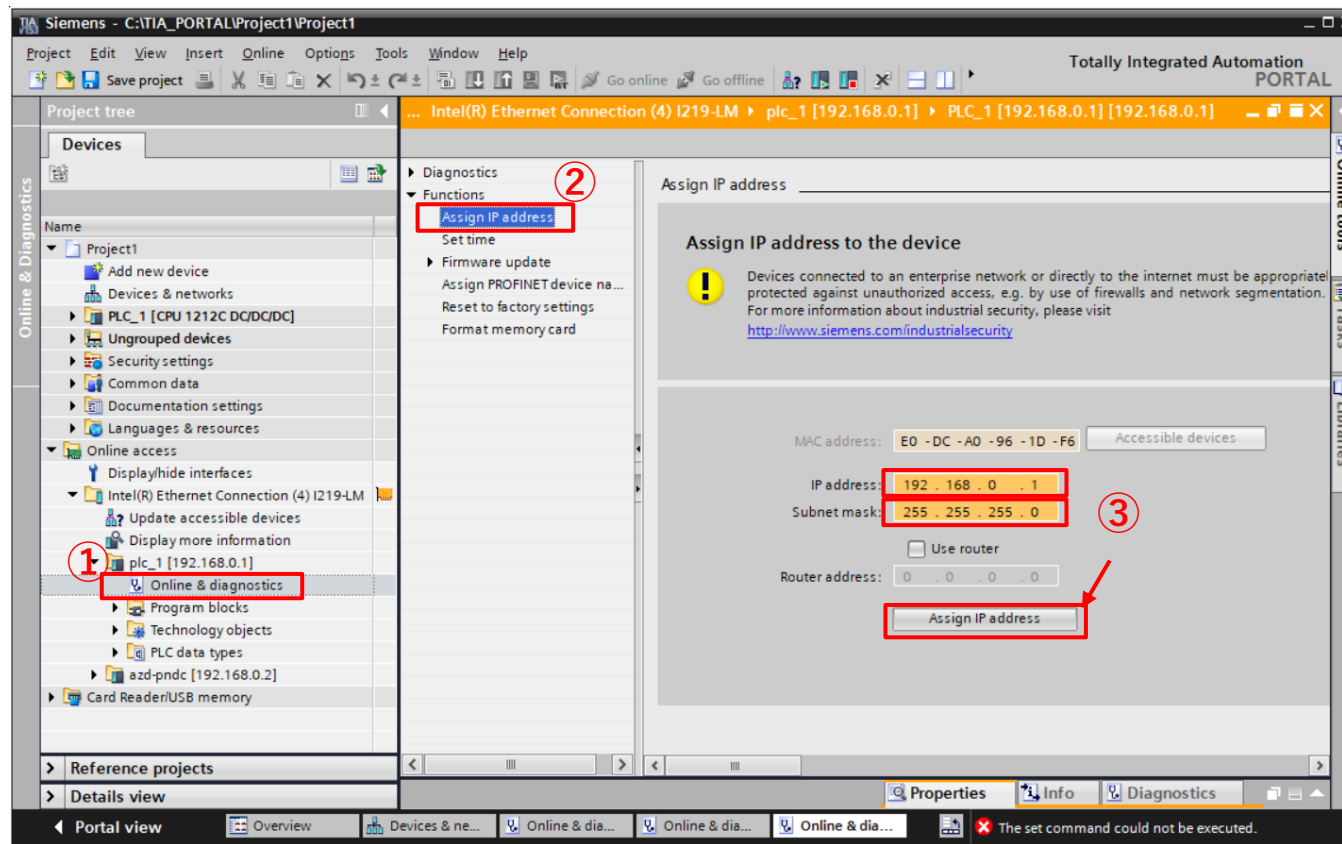 Siemens - C:\TIA_PORTAL\Project1\Project1
Project Edit View Insert Online Options Tools Window Help
Totally Integrated Automation
PORTAL
Save project
Go online
Go offline
Project tree
... Intel(R) Ethernet Connection (4) I219-LM plc_1 [192.168.0.1] PLC_1 [192.168.0.1] [192.168.0.1]
Devices
Online & Diagnostics
Name
Project1
Add new device
Devices & networks
PLC_1 [CPU 1212C DC/DC/DC]
Ungrouped devices
Security settings
Common data
Documentation settings
Languages & resources
Online access
Display/hide interfaces
Intel(R) Ethernet Connection (4) I219-LM
Update accessible devices
Display more information
①
plc_1 [192.168.0.1]
Online & diagnostics
Program blocks
Technology objects
PLC data types
azd-pndc [192.168.0.2]
Card Reader/USB memory
Reference projects
Details view
Diagnostics
②
Functions
Assign IP address
Set time
Firmware update
Assign PROFINET device na...
Reset to factory settings
Format memory card
Assign IP address
Assign IP address to the device
Devices connected to an enterprise network or directly to the internet must be appropriatel
protected against unauthorized access, e.g. by use of firewalls and network segmentation.
For more information about industrial security, please visit
http://www.siemens.com/industrialsecurity
MAC address: E0 -DC -A0 -96 -1D -F6 Accessible devices
IP address: 192 . 168 . 0 . 1
Subnet mask: 255 . 255 . 255 . 0
③
Use router
Router address: 0 . 0 . 0 . 0
Assign IP address
Online tools
Tasks
Libraries
Properties
Info
Diagnostics
Portal view
Overview
Devices & ne...
Online & dia...
Online & dia...
Online & dia...
The set command could not be executed.